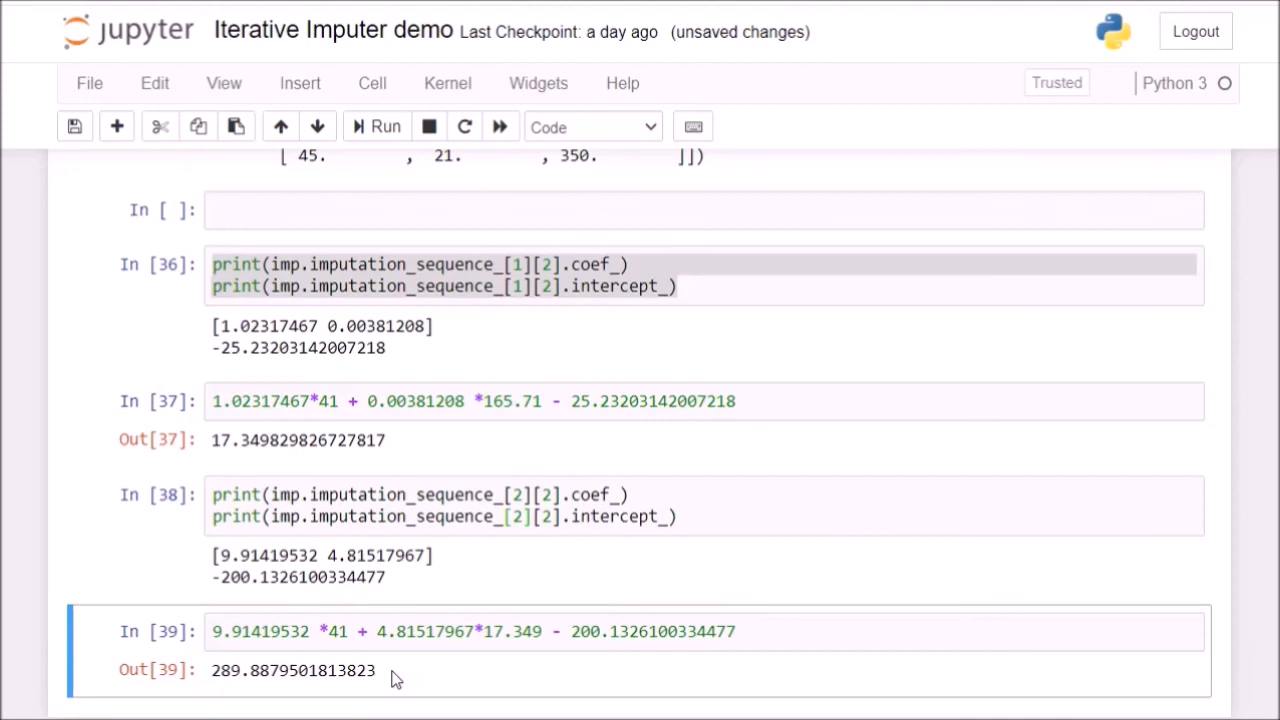 jupyter Iterative Imputer demo Last Checkpoint: a day ago (unsaved changes) Logout
File Edit View Insert Cell Kernel Widgets Help Trusted Python 3
Run Code
[ 45. , 21. , 350. ]])
In [ ]:
In [36]: print(imp.imputation_sequence_[1][2].coef_)
print(imp.imputation_sequence_[1][2].intercept_)
[1.02317467 0.00381208]
-25.23203142007218
In [37]: 1.02317467*41 + 0.00381208 *165.71 - 25.23203142007218
Out[37]: 17.349829826727817
In [38]: print(imp.imputation_sequence_[2][2].coef_)
print(imp.imputation_sequence_[2][2].intercept_)
[9.91419532 4.81517967]
-200.1326100334477
In [39]: 9.91419532 *41 + 4.81517967*17.349 - 200.1326100334477
Out[39]: 289.8879501813823